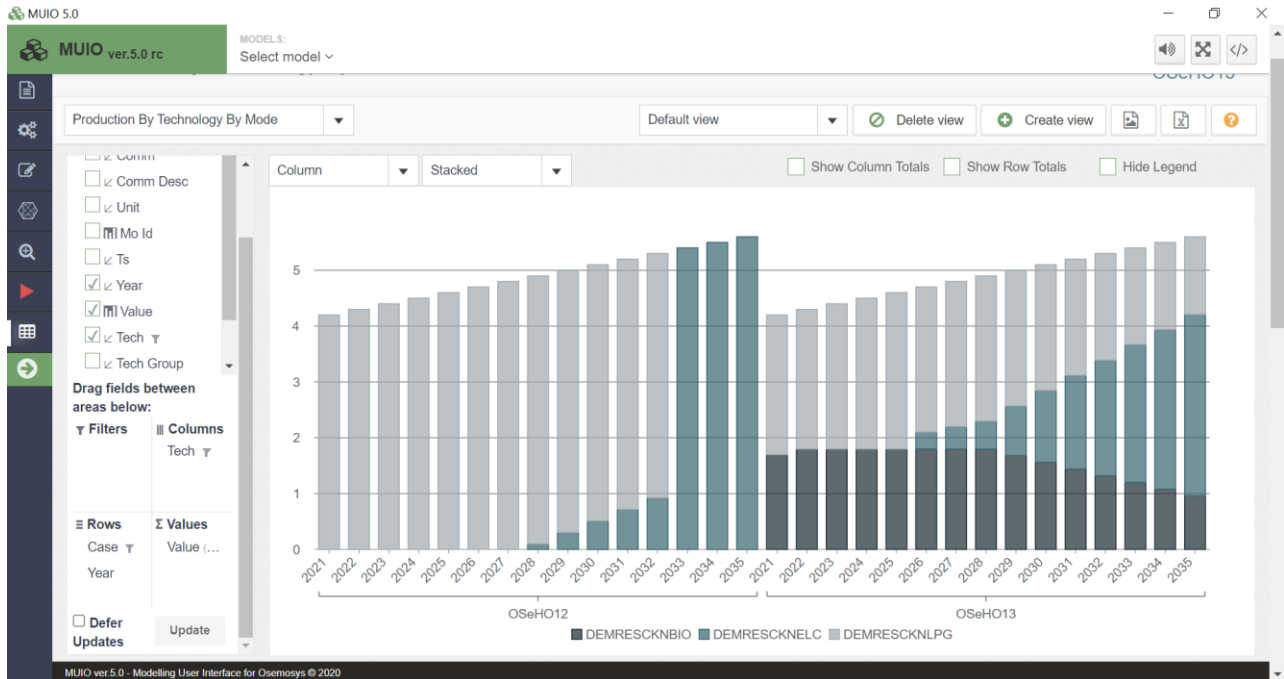 MUIO 5.0
MUIO ver.5.0 rc
MODELS:
Select model
Production By Technology By Mode
Default view
Delete view
Create view
Comm
Comm Desc
Unit
Mo Id
Ts
Year
Value
Tech
Tech Group
Drag fields between
areas below:
Filters
Columns
Tech
Rows
Σ Values
Case
Value (...
Year
Defer
Updates
Update
Column
Stacked
Show Column Totals
Show Row Totals
Hide Legend
5
4
3
2
1
0
2021 2022 2023 2024 2025 2026 2027 2028 2029 2030 2031 2032 2033 2034 2035 2021 2022 2023 2024 2025 2026 2027 2028 2029 2030 2031 2032 2033 2034 2035
OSeHO12 OSeHO13
DEMRESCKNBIO DEMRESCKNELC DEMRESCKNLPG
MUIO ver.5.0 - Modelling User Interface for Osemosys © 2020